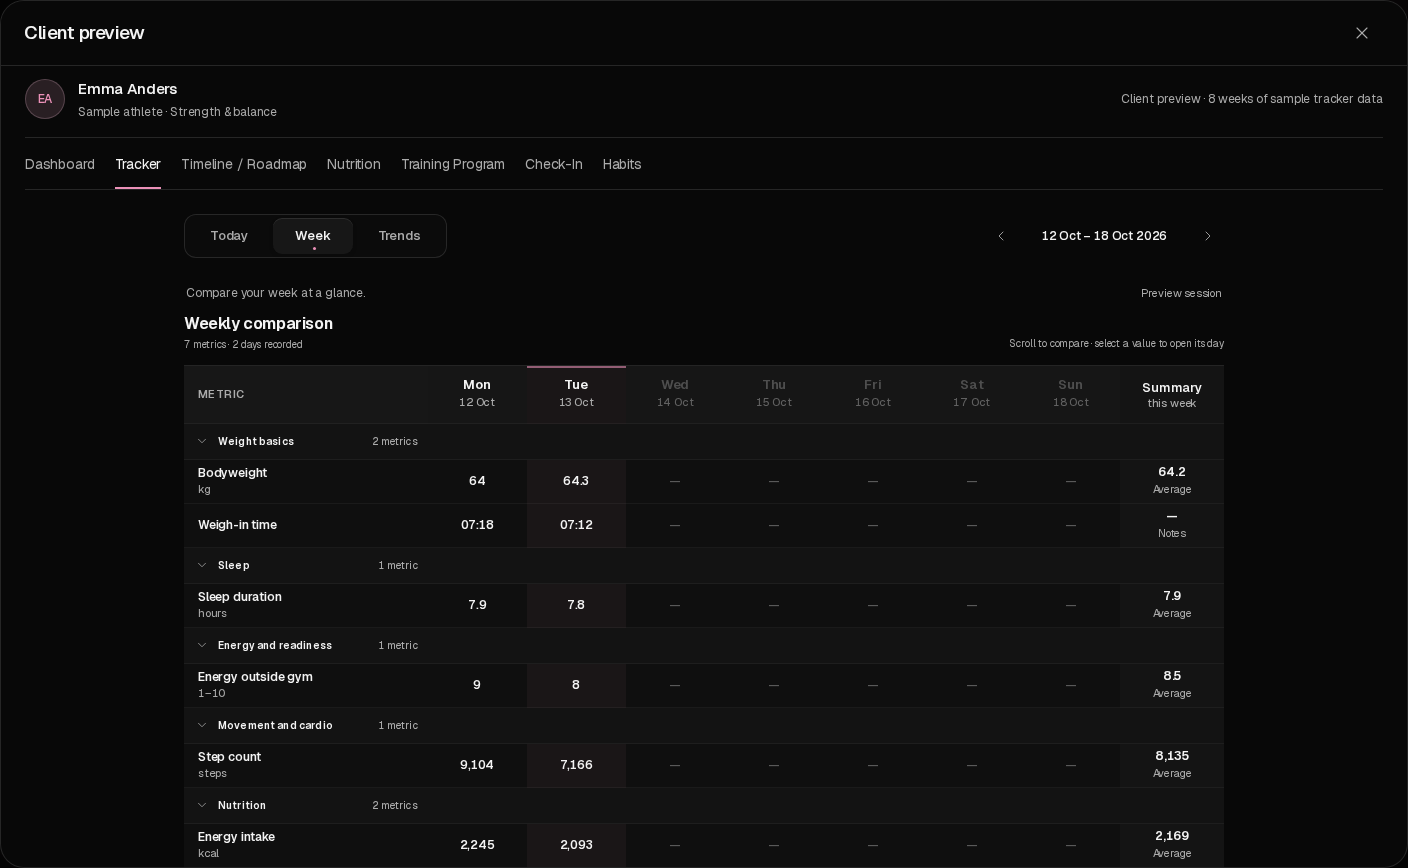 Client preview
EA
Emma Anders
Sample athlete · Strength & balance
Client preview · 8 weeks of sample tracker data
Dashboard Tracker Timeline / Roadmap Nutrition Training Program Check-In Habits
Today Week Trends
12 Oct – 18 Oct 2026
Compare your week at a glance.
Preview session
Weekly comparison
7 metrics · 2 days recorded
Scroll to compare · select a value to open its day
METRIC Mon Tue Wed Thu Fri Sat Sun Summary
12 Oct 13 Oct 14 Oct 15 Oct 16 Oct 17 Oct 18 Oct this week
Weight basics 2 metrics
Bodyweight 64 64.3 — — — — — 64.2
kg Average
Weigh-in time 07:18 07:12 — — — — — —
Notes
Sleep 1 metric
Sleep duration 7.9 7.8 — — — — — 7.9
hours Average
Energy and readiness 1 metric
Energy outside gym 9 8 — — — — — 8.5
1–10 Average
Movement and cardio 1 metric
Step count 9,104 7,166 — — — — — 8,135
steps Average
Nutrition 2 metrics
Energy intake 2,245 2,093 — — — — — 2,169
kcal Average